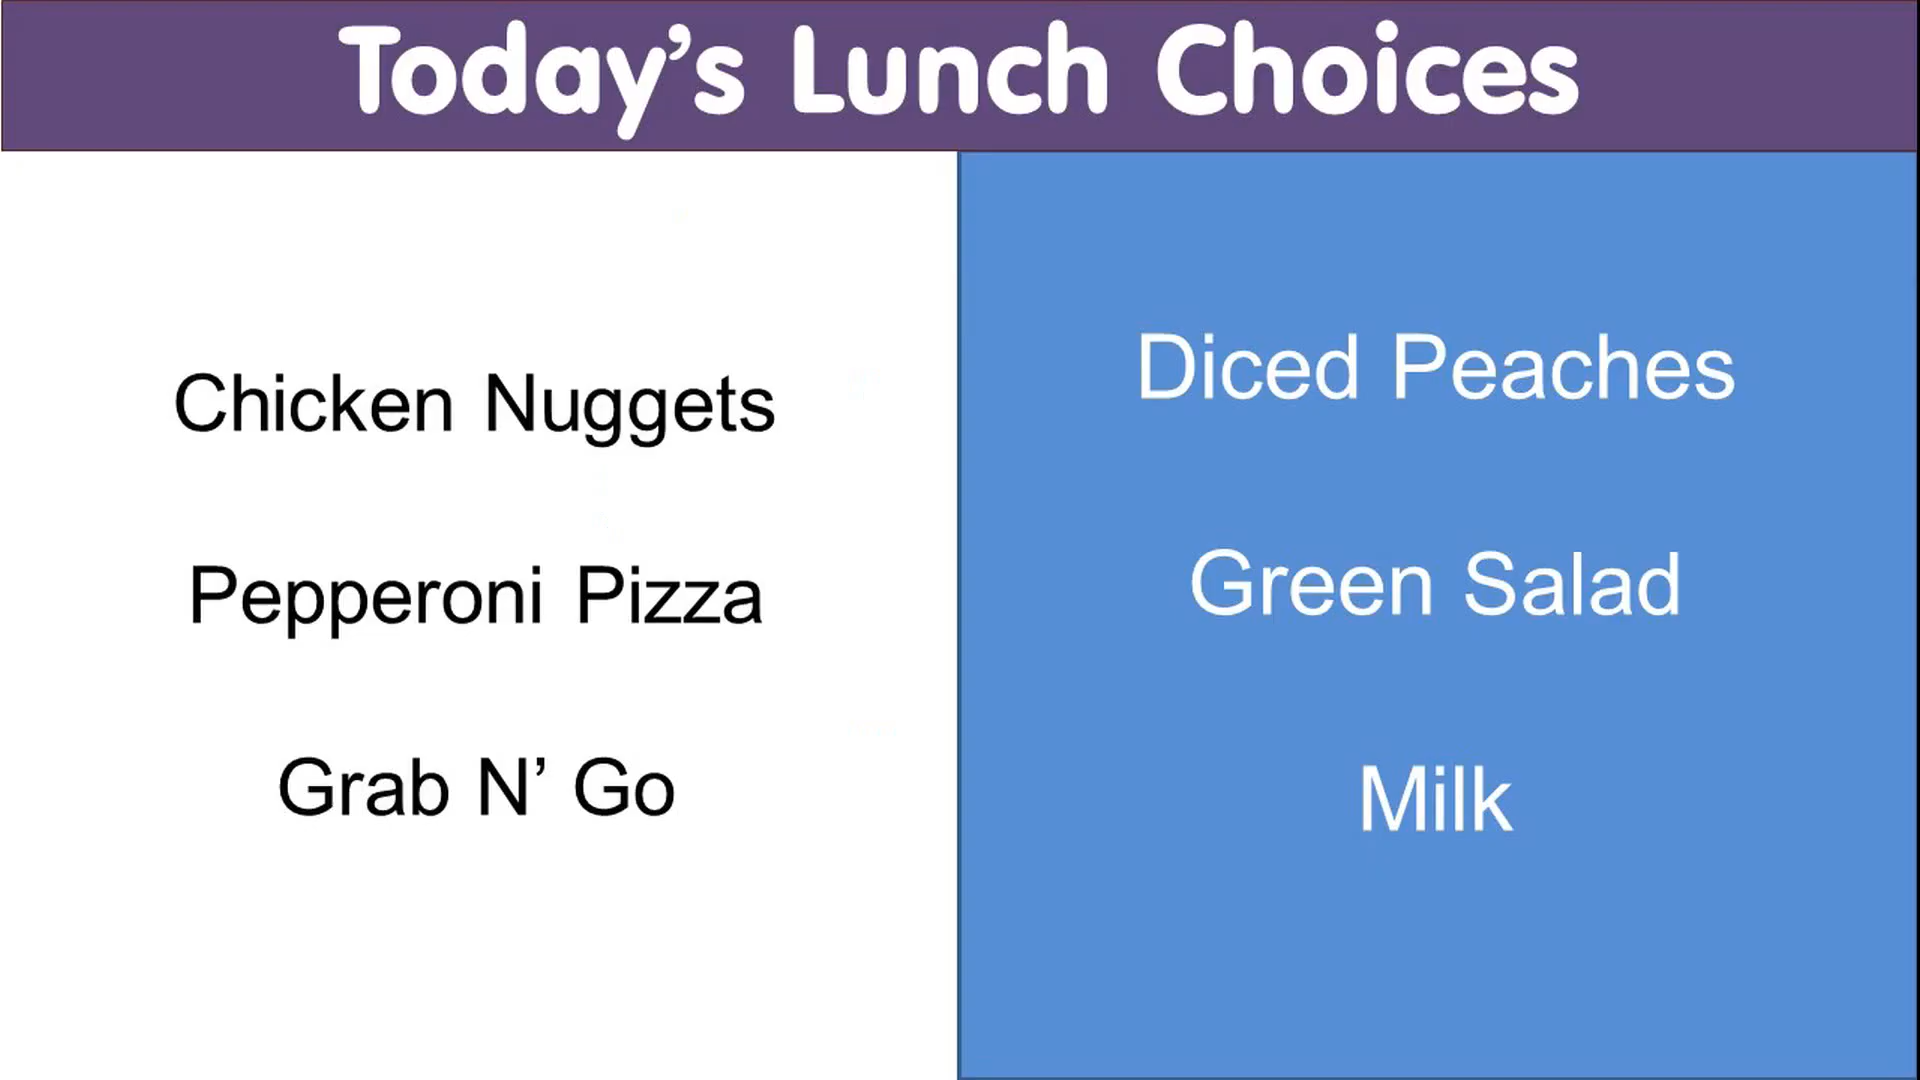 Today’s Lunch Choices
Chicken Nuggets
Pepperoni Pizza
Grab N’ Go
Diced Peaches
Green Salad
Milk